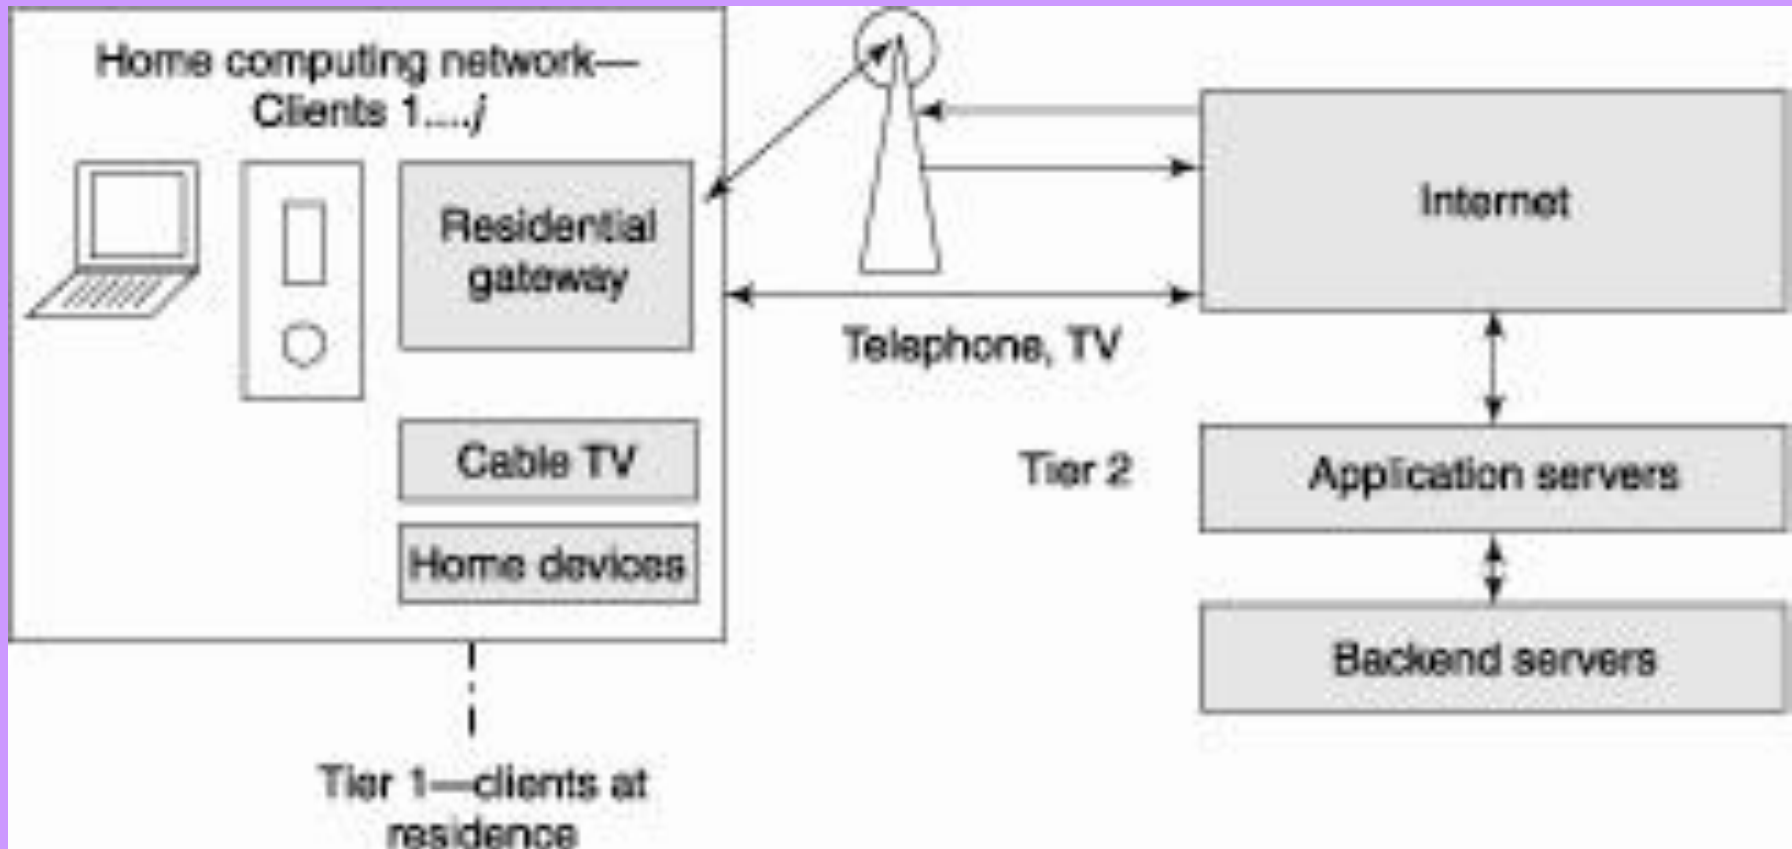 Home computing network—
Clients 1....j
Residential
gateway
Internet
Telephone, TV
Cable TV
Tier 2
Application servers
Home devices
Backend servers
Tier 1—clients at
residence